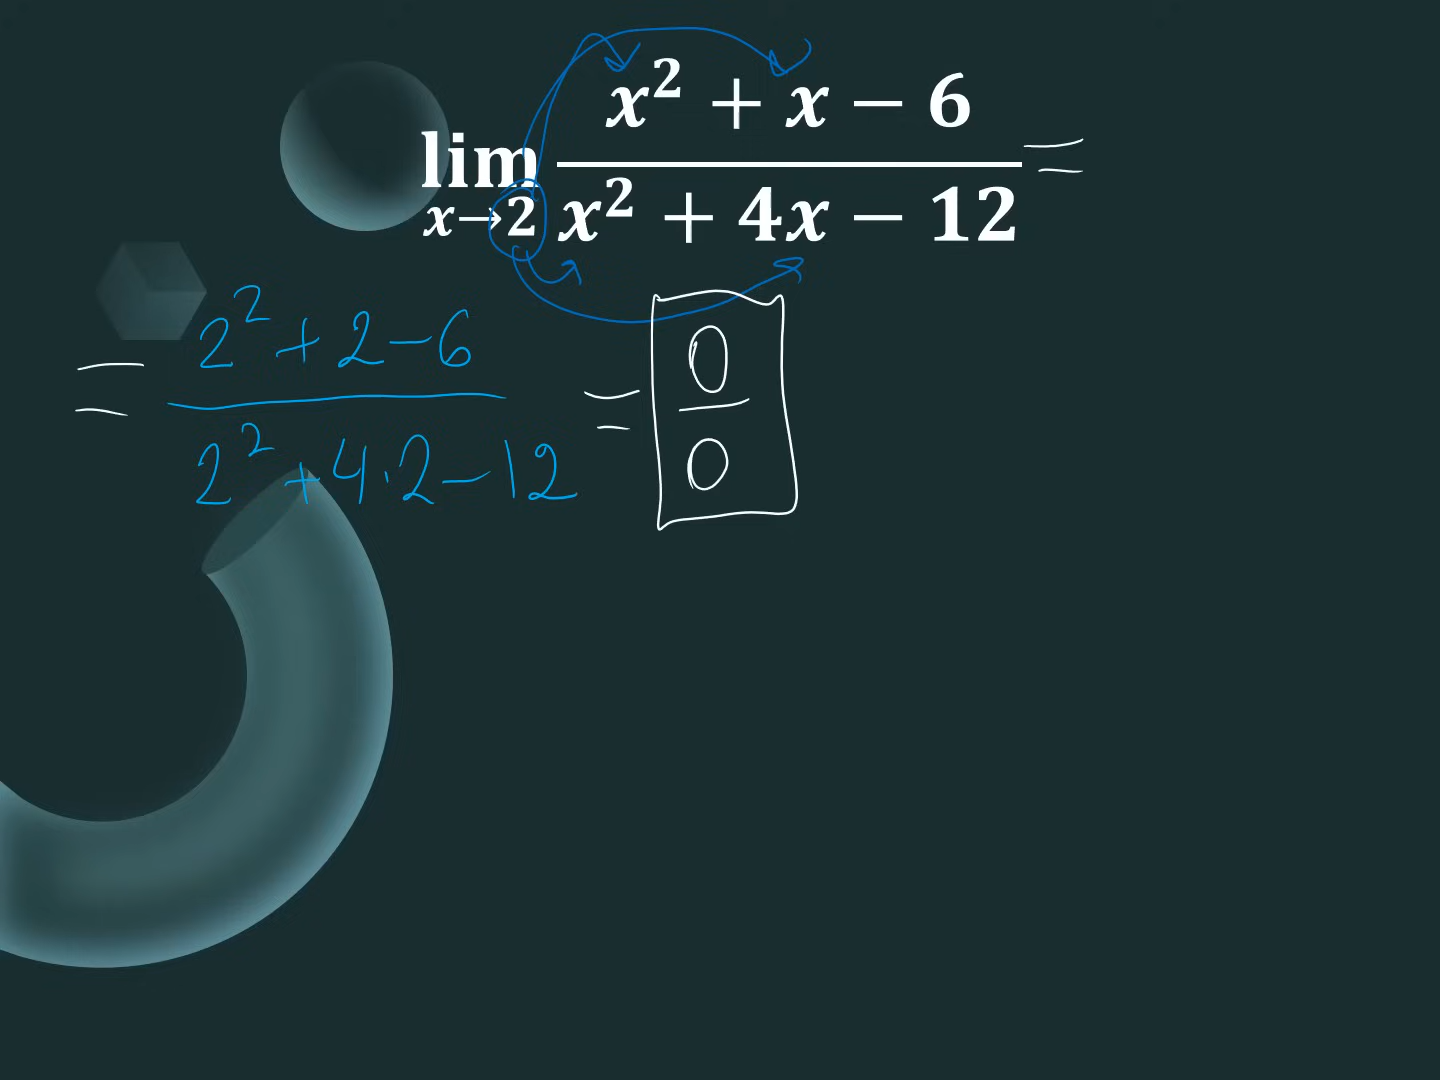 lim x→2 (x² + x − 6)/(x² + 4x − 12) =
= (2² + 2 − 6)/(2² + 4·2 − 12) = 0/0